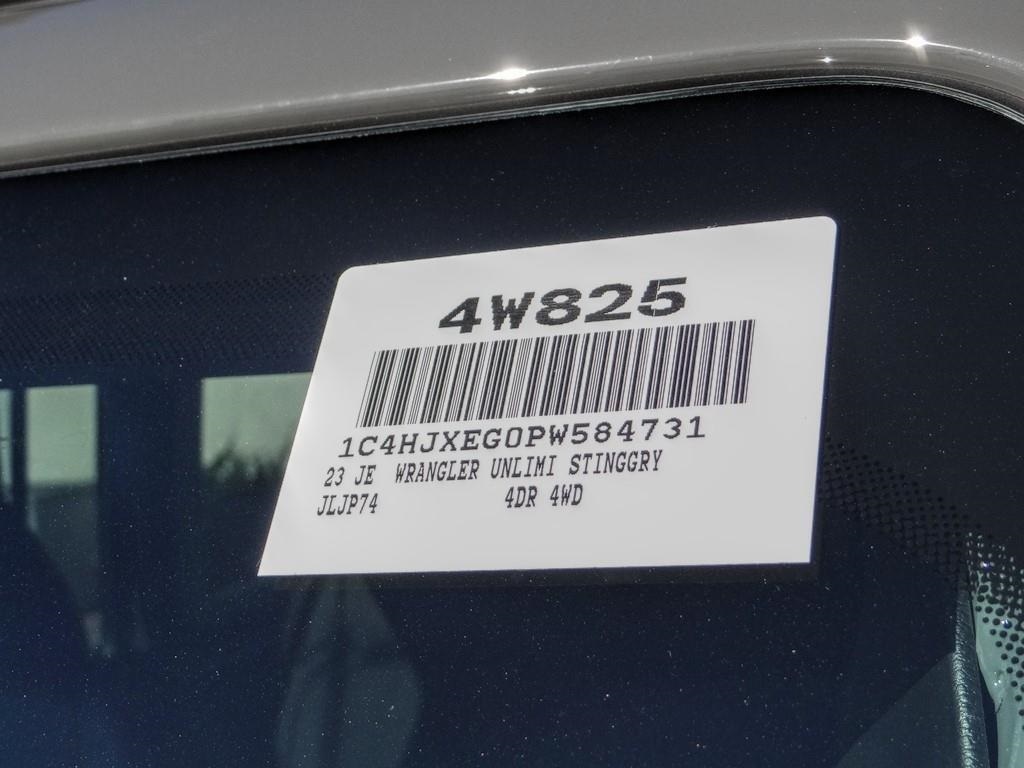 4W825
1C4HJXEG0PW584731
23 JE WRANGLER UNLIMI STINGGRY
JLJP74 4DR 4WD